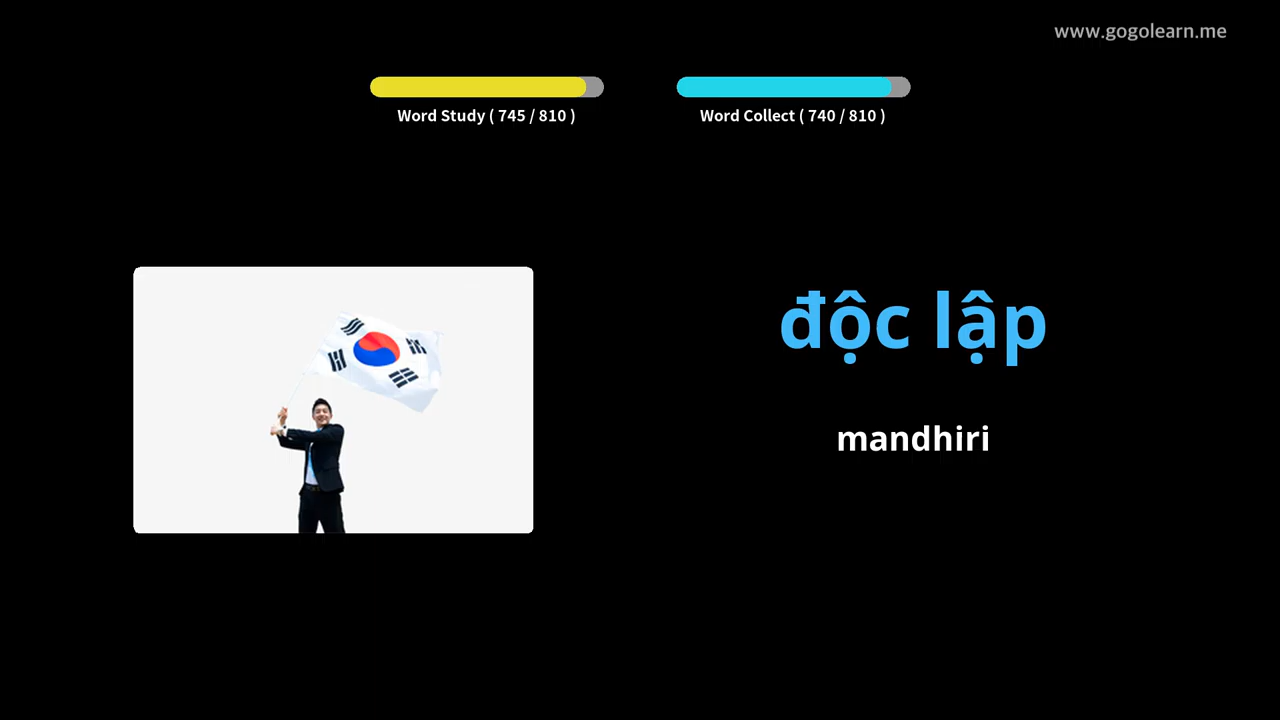 www.gogolearn.me
Word Study ( 745 / 810 )
Word Collect ( 740 / 810 )
độc lập
mandhiri